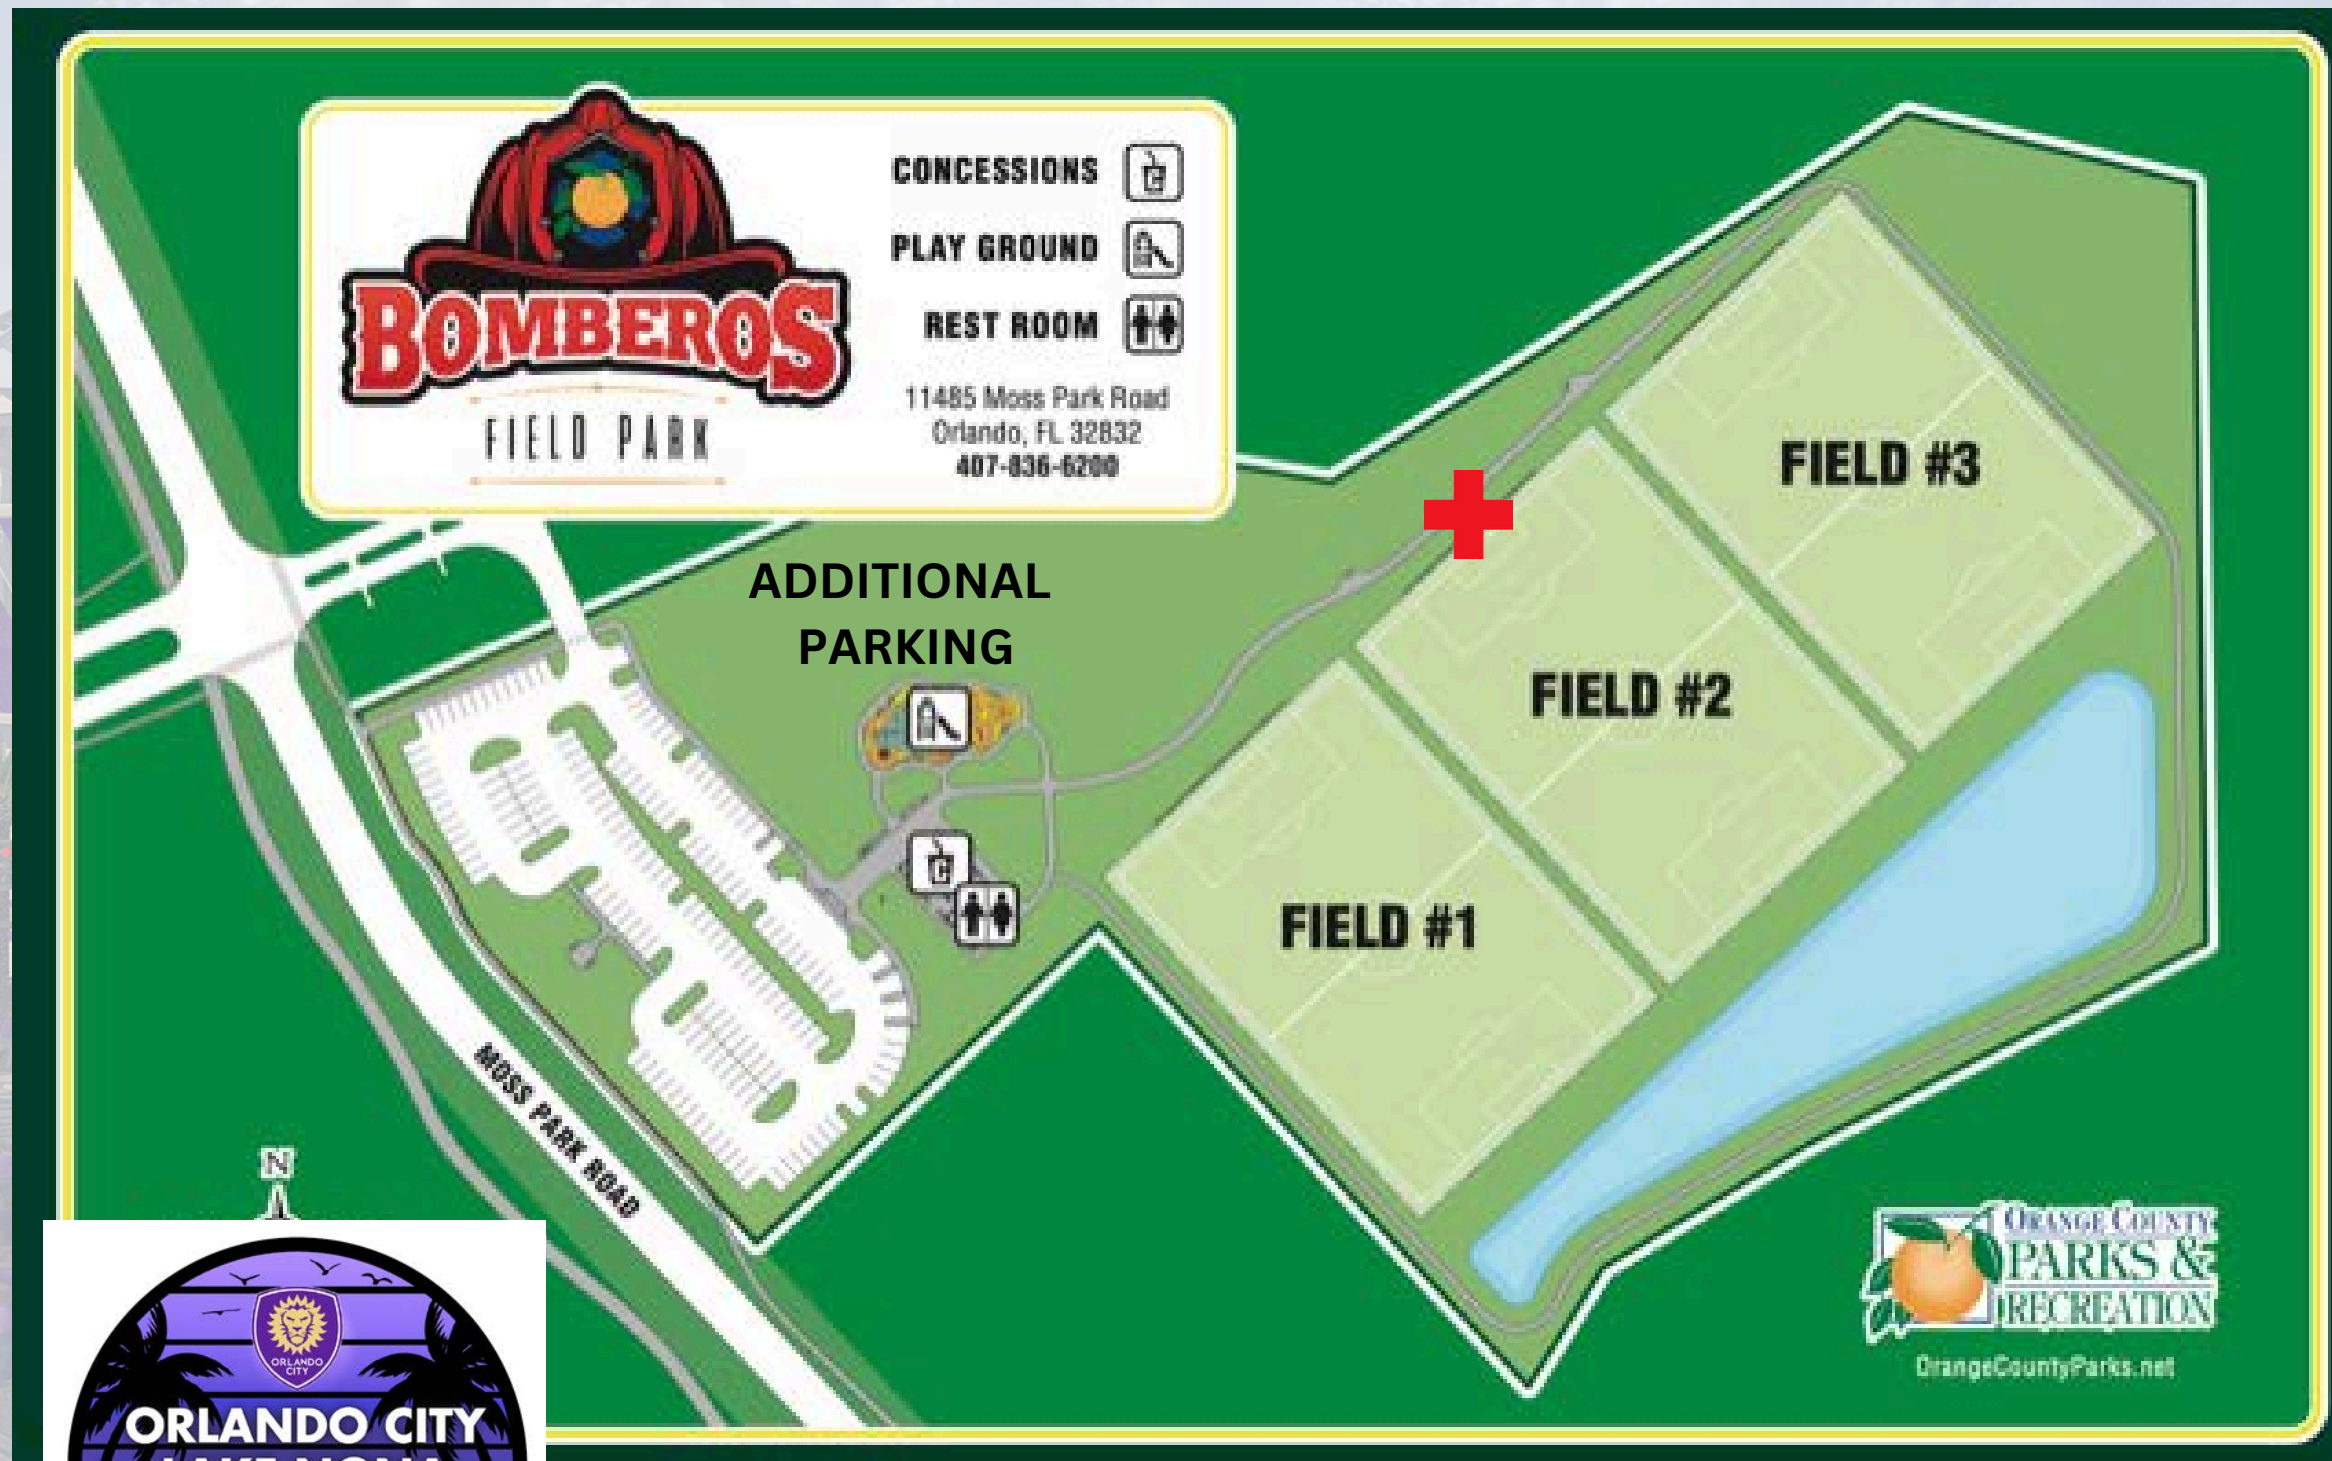 BOMBEROS
FIELD PARK
CONCESSIONS
PLAY GROUND
REST ROOM
11485 Moss Park Road
Orlando, FL 32832
407-836-6200
ADDITIONAL
PARKING
FIELD #3
FIELD #2
FIELD #1
MOSS PARK ROAD
N
ORLANDO
CITY
ORLANDO CITY
LAKE NONA
ORANGE COUNTY
PARKS &
RECREATION
OrangeCountyParks.net